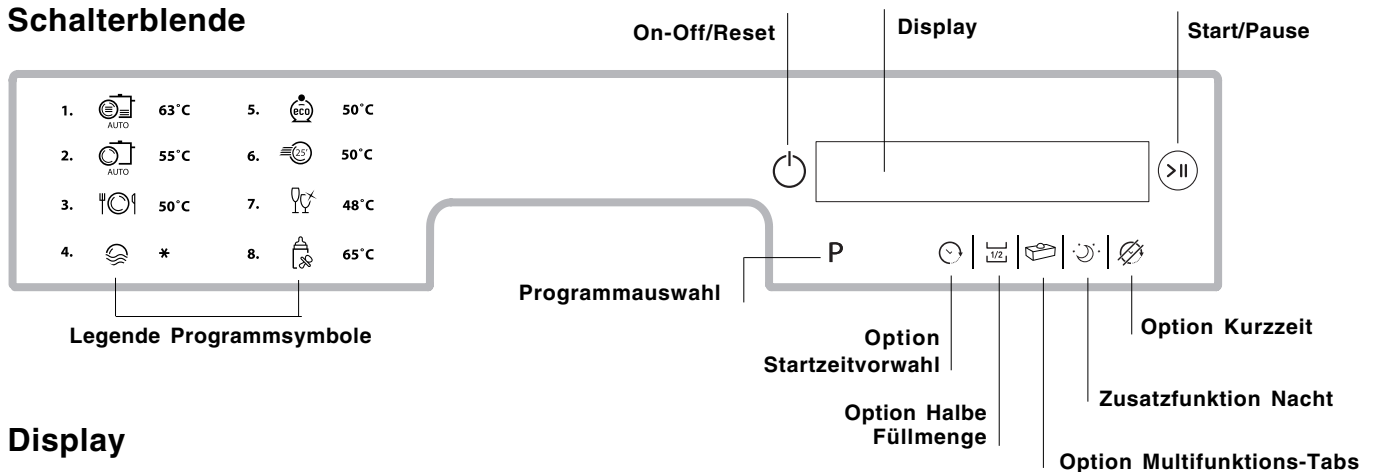 Schalterblende
On-Off/Reset
Display
Start/Pause
1. AUTO 63°C
2. AUTO 55°C
3. 50°C
4. *
5. eco 50°C
6. 25' 50°C
7. 48°C
8. 65°C
P
1/2
Programmauswahl
Legende Programmsymbole
Option
Startzeitvorwahl
Option Halbe
Füllmenge
Option Kurzzeit
Zusatzfunktion Nacht
Option Multifunktions-Tabs
Display